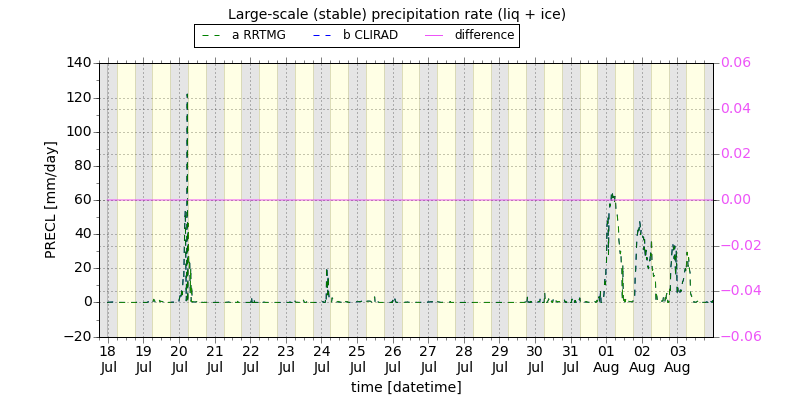 Large-scale (stable) precipitation rate (liq + ice)
a RRTMG b CLIRAD difference
140
120
100
80
60
40
20
0
−20
PRECL [mm/day]
0.06
0.04
0.02
0.00
−0.02
−0.04
−0.06
18 19 20 21 22 23 24 25 26 27 28 29 30 31 01 02 03
Jul Jul Jul Jul Jul Jul Jul Jul Jul Jul Jul Jul Jul Jul Aug Aug Aug
time [datetime]